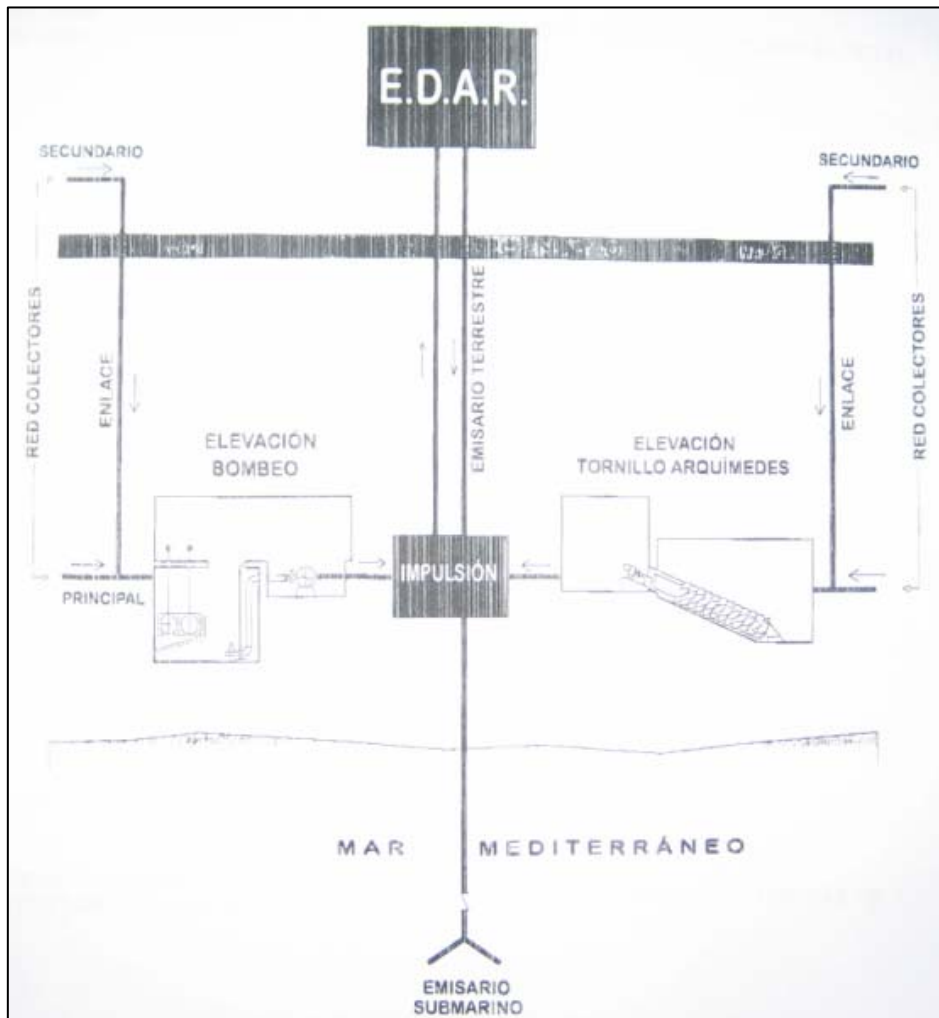 E.D.A.R.
SECUNDARIO
SECUNDARIO
RED COLECTORES
ENLACE
EMISARIO TERRESTRE
ENLACE
RED COLECTORES
ELEVACIÓN
BOMBEO
ELEVACIÓN
TORNILLO ARQUÍMEDES
IMPULSIÓN
PRINCIPAL
MAR MEDITERRÁNEO
EMISARIO
SUBMARINO